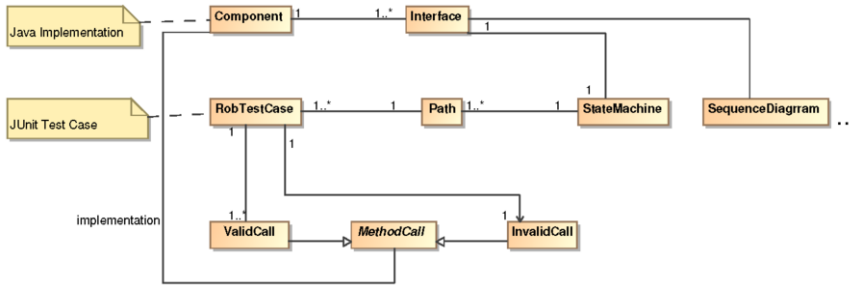 Component 1 1..* Interface
Java Implementation
1
1
RobTestCase 1..* 1 Path 1..* 1 StateMachine SequenceDiagrram
JUnit Test Case
..
1
1
implementation
1..* 1
ValidCall MethodCall InvalidCall